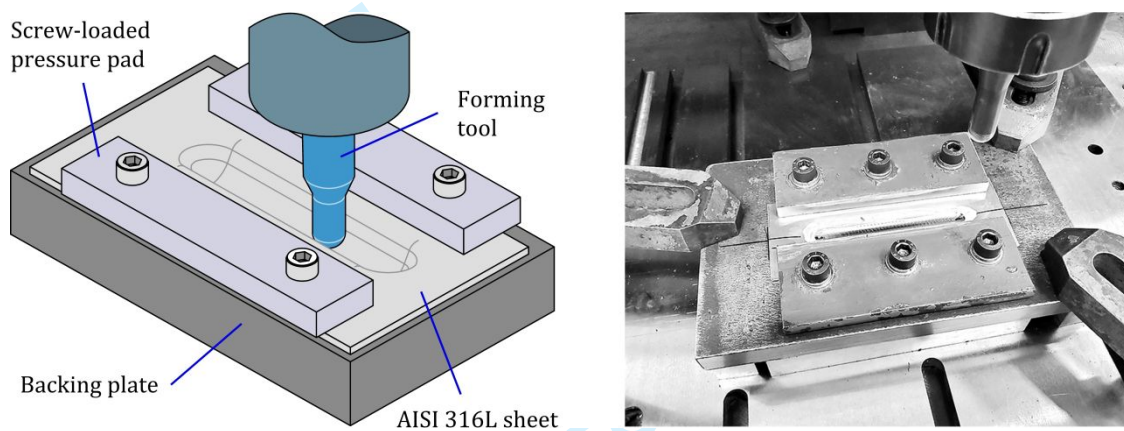 Screw-loaded
pressure pad
Forming
tool
Backing plate
AISI 316L sheet